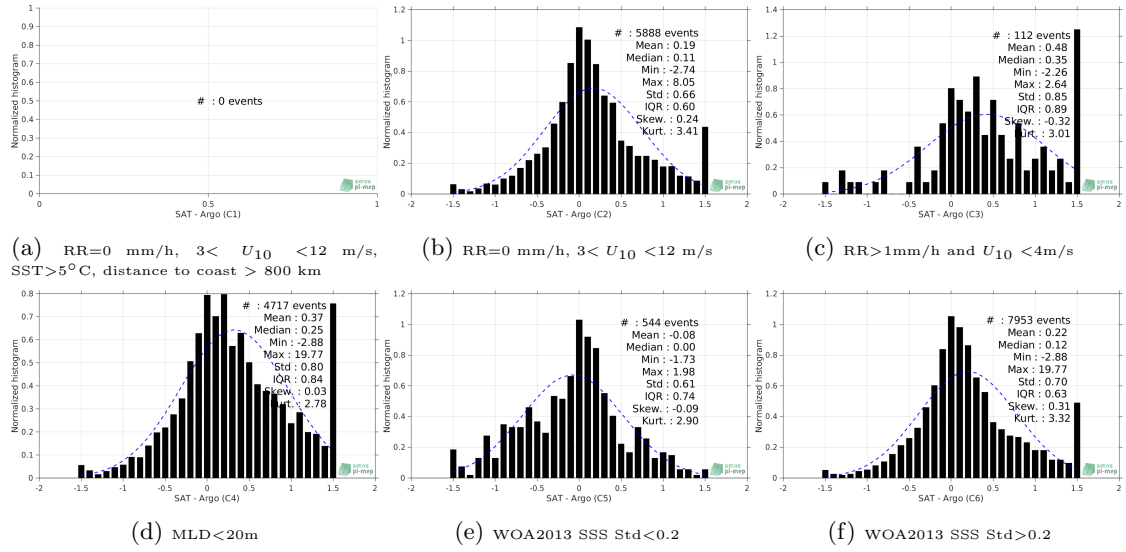 1
0.9
0.8
0.7
0.6
0.5
0.4
0.3
0.2
0.1
0
0
0.5
1
Normalized histogram
# : 0 events
SAT - Argo (C1)
smos
pi-mep
(a) RR=0 mm/h, 3< U10 <12 m/s,
SST>5°C, distance to coast > 800 km
1.2
1
0.8
0.6
0.4
0.2
0
-2
-1.5
-1
-0.5
0
0.5
1
1.5
2
Normalized histogram
# : 5888 events
Mean : 0.19
Median : 0.11
Min : -2.74
Max : 8.05
Std : 0.66
IQR : 0.60
Skew. : 0.24
Kurt. : 3.41
SAT - Argo (C2)
smos
pi-mep
(b) RR=0 mm/h, 3< U10 <12 m/s
1.4
1.2
1
0.8
0.6
0.4
0.2
0
-2
-1.5
-1
-0.5
0
0.5
1
1.5
2
Normalized histogram
# : 112 events
Mean : 0.48
Median : 0.35
Min : -2.26
Max : 2.64
Std : 0.85
IQR : 0.89
Skew. : -0.32
Kurt. : 3.01
SAT - Argo (C3)
smos
pi-mep
(c) RR>1mm/h and U10 <4m/s
0.8
0.7
0.6
0.5
0.4
0.3
0.2
0.1
0
-2
-1
0
1
2
Normalized histogram
# : 4717 events
Mean : 0.37
Median : 0.25
Min : -2.88
Max : 19.77
Std : 0.80
IQR : 0.84
Skew. : 0.03
Kurt. : 2.78
SAT - Argo (C4)
smos
pi-mep
(d) MLD<20m
1.2
1
0.8
0.6
0.4
0.2
0
-2
-1.5
-1
-0.5
0
0.5
1
1.5
2
Normalized histogram
# : 544 events
Mean : -0.08
Median : 0.00
Min : -1.73
Max : 1.98
Std : 0.61
IQR : 0.74
Skew. : -0.09
Kurt. : 2.90
SAT - Argo (C5)
smos
pi-mep
(e) WOA2013 SSS Std<0.2
1.2
1
0.8
0.6
0.4
0.2
0
-2
-1.5
-1
-0.5
0
0.5
1
1.5
2
Normalized histogram
# : 7953 events
Mean : 0.22
Median : 0.12
Min : -2.88
Max : 19.77
Std : 0.70
IQR : 0.63
Skew. : 0.31
Kurt. : 3.32
SAT - Argo (C6)
smos
pi-mep
(f) WOA2013 SSS Std>0.2